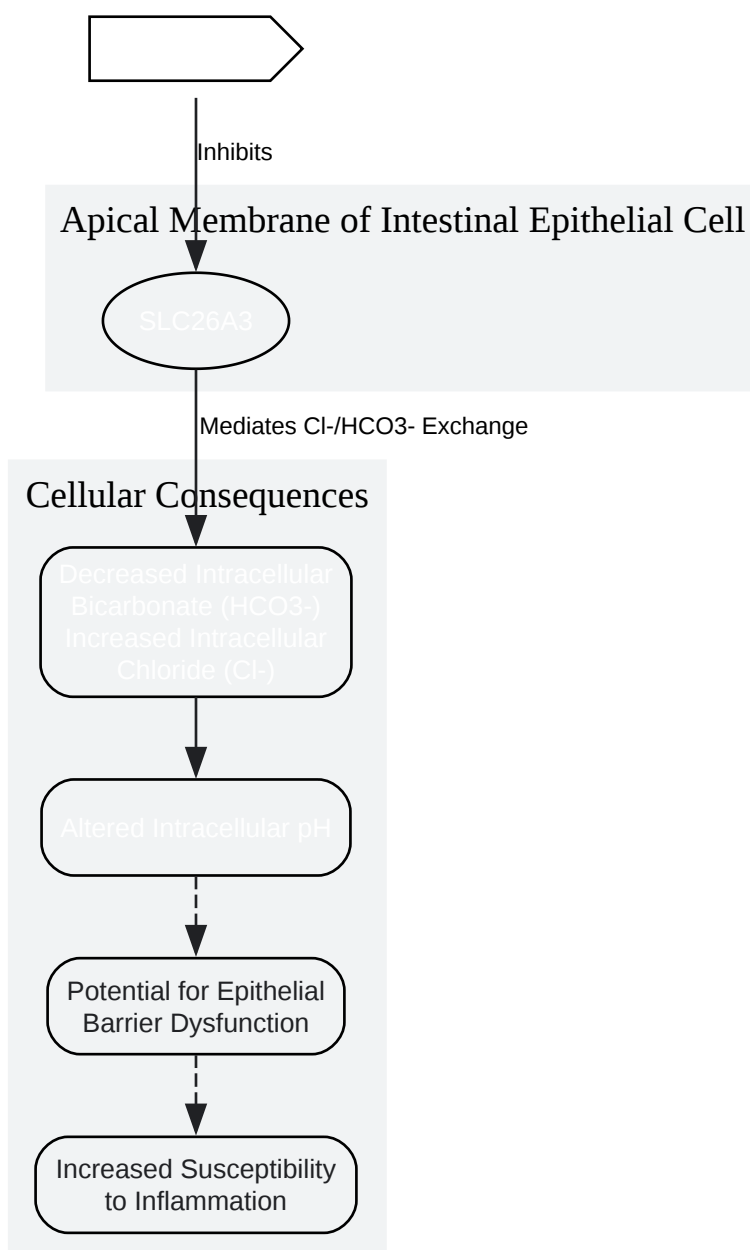 Inhibits
Apical Membrane of Intestinal Epithelial Cell
SLC26A3
Mediates Cl-/HCO3- Exchange
Cellular Consequences
Decreased Intracellular
Bicarbonate (HCO3-)
Increased Intracellular
Chloride (Cl-)
Altered Intracellular pH
Potential for Epithelial
Barrier Dysfunction
Increased Susceptibility
to Inflammation